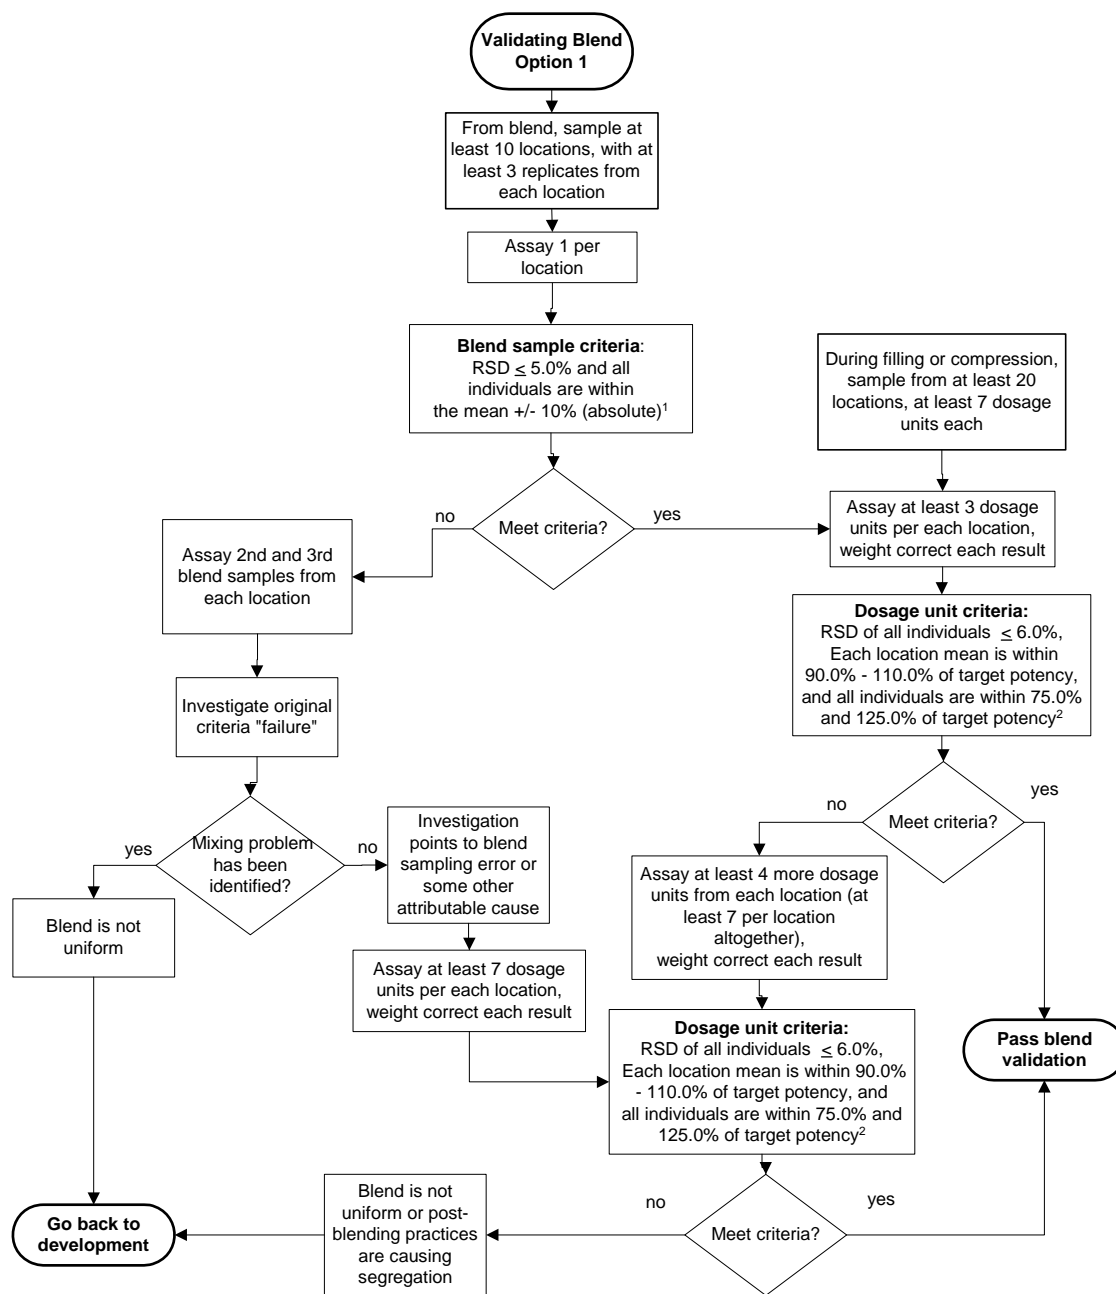 Validating Blend
Option 1
From blend, sample at
least 10 locations, with at
least 3 replicates from
each location
Assay 1 per
location
Blend sample criteria:
RSD ≤ 5.0% and all
individuals are within
the mean +/- 10% (absolute)¹
During filling or compression,
sample from at least 20
locations, at least 7 dosage
units each
Meet criteria?
no
yes
Assay 2nd and 3rd
blend samples from
each location
Assay at least 3 dosage
units per each location,
weight correct each result
Dosage unit criteria:
RSD of all individuals ≤ 6.0%,
Each location mean is within
90.0% - 110.0% of target potency,
and all individuals are within 75.0%
and 125.0% of target potency²
Investigate original
criteria "failure"
Meet criteria?
no
yes
Mixing problem
has been
identified?
yes
no
Investigation
points to blend
sampling error or
some other
attributable cause
Assay at least 4 more dosage
units from each location (at
least 7 per location
altogether),
weight correct each result
Blend is not
uniform
Assay at least 7 dosage
units per each location,
weight correct each result
Dosage unit criteria:
RSD of all individuals ≤ 6.0%,
Each location mean is within 90.0%
- 110.0% of target potency, and
all individuals are within 75.0% and
125.0% of target potency²
Pass blend
validation
Meet criteria?
no
yes
Blend is not
uniform or post-
blending practices
are causing
segregation
Go back to
development